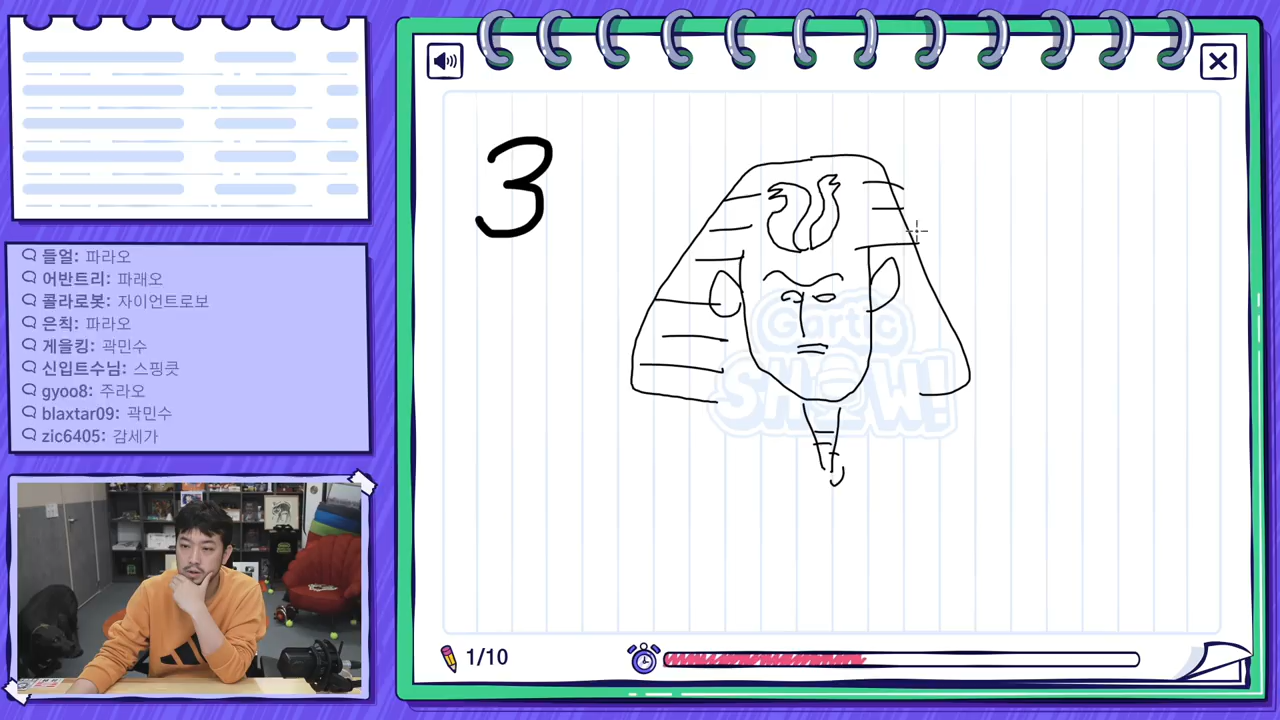 들얼: 파라오
어반트리: 파래오
콜라로봇: 자이언트로보
은칙: 파라오
게을킹: 곽민수
신입트수님: 스핑쿳
gyoo8: 주라오
blaxtar09: 곽민수
zic6405: 감세가
3
Gartic
SHOW!
1/10